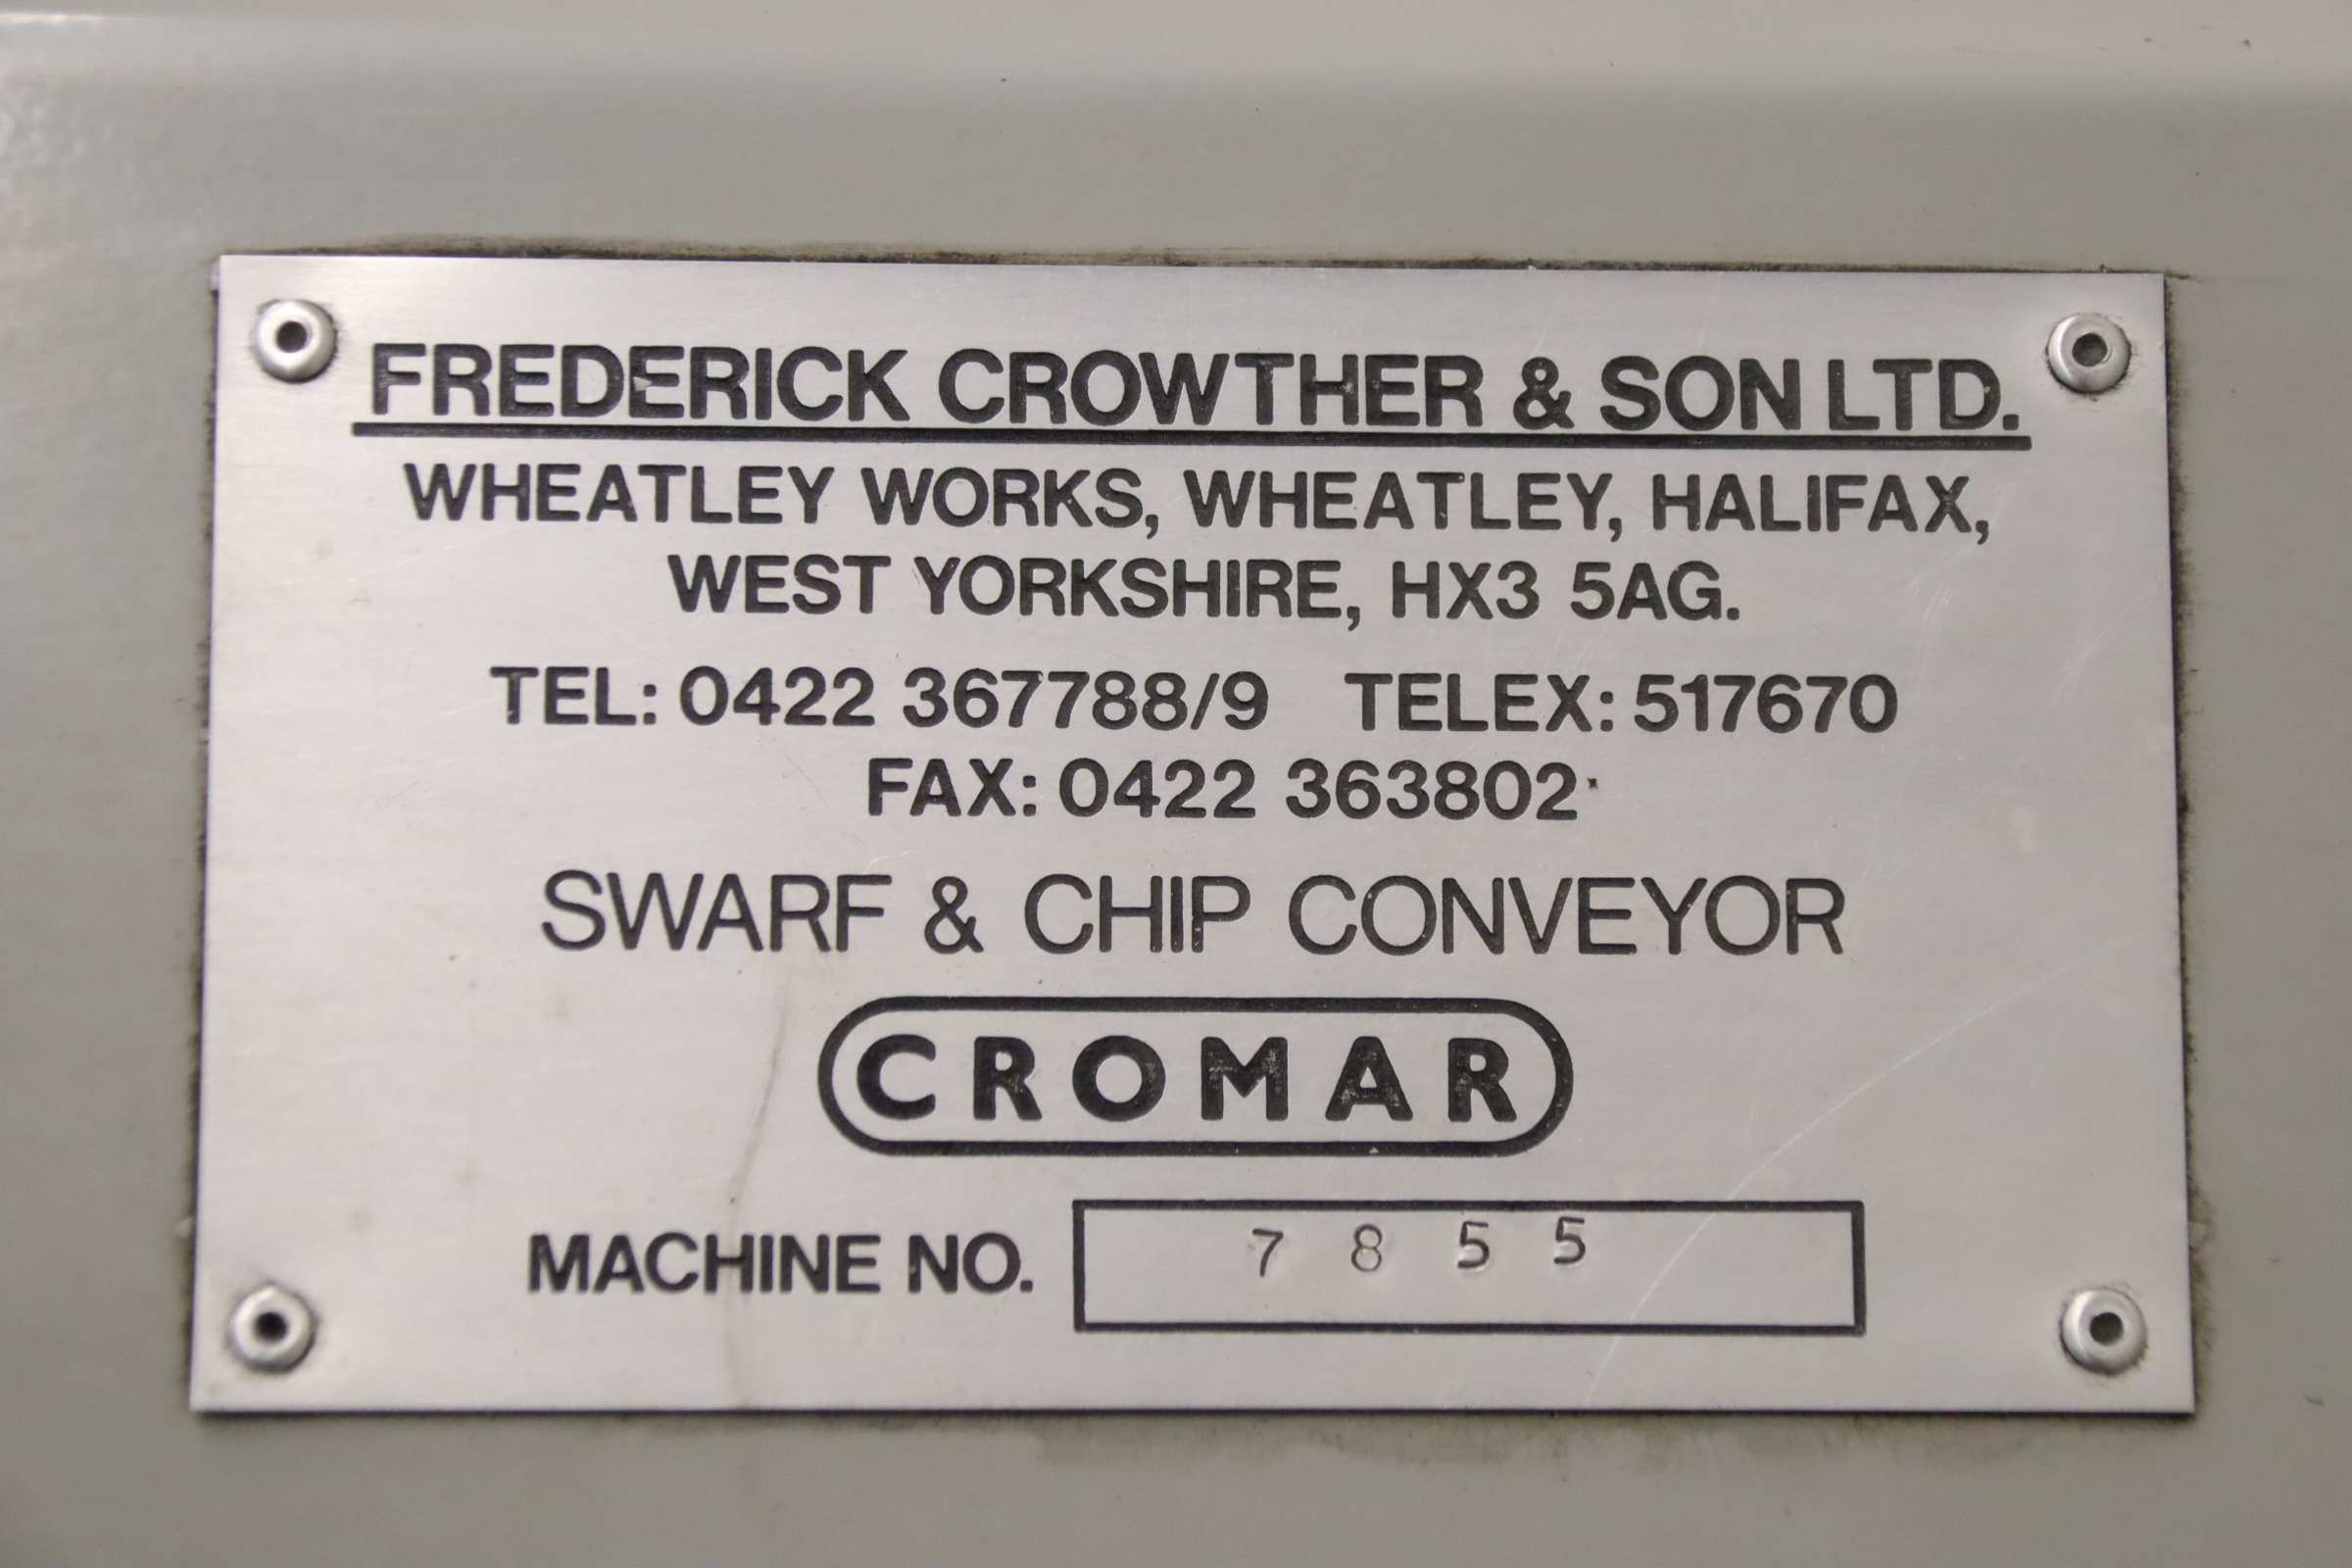 FREDERICK CROWTHER & SON LTD.
WHEATLEY WORKS, WHEATLEY, HALIFAX,
WEST YORKSHIRE, HX3 5AG.
TEL: 0422 367788/9 TELEX: 517670
FAX: 0422 363802
SWARF & CHIP CONVEYOR
CROMAR
MACHINE NO. 7855